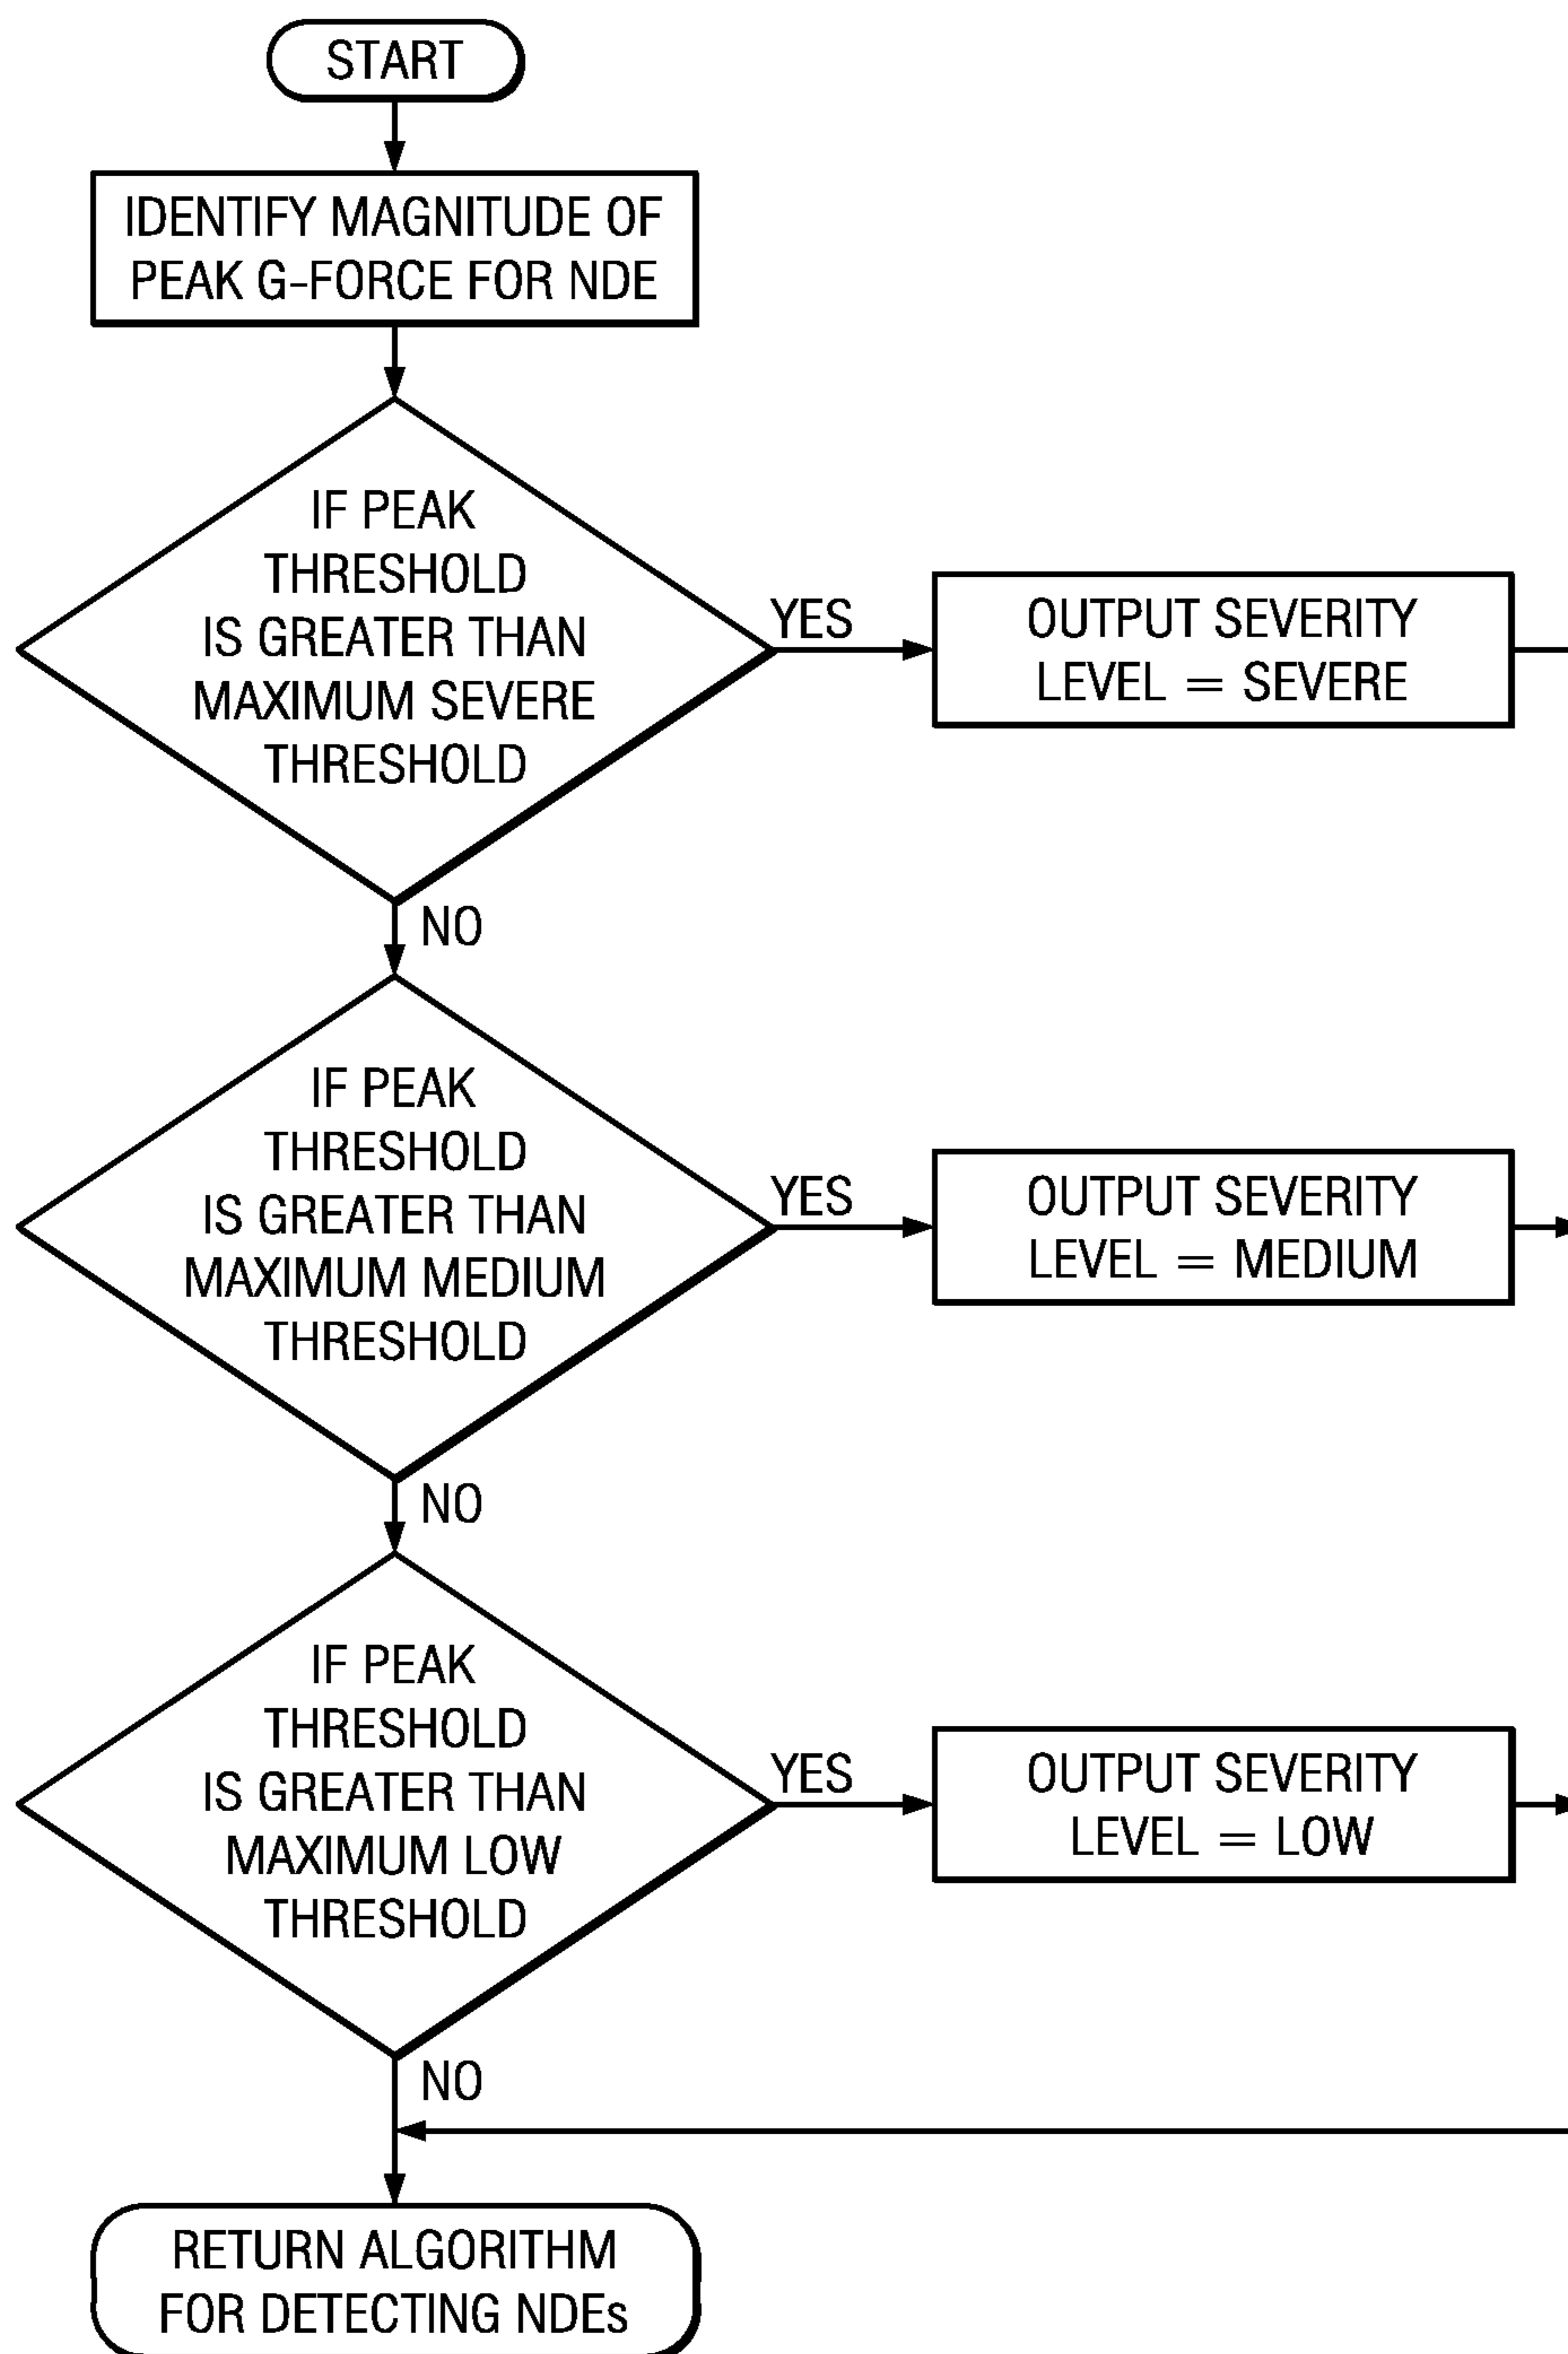 START
IDENTIFY MAGNITUDE OF
PEAK G-FORCE FOR NDE
IF PEAK
THRESHOLD
IS GREATER THAN
MAXIMUM SEVERE
THRESHOLD
YES
OUTPUT SEVERITY
LEVEL = SEVERE
NO
IF PEAK
THRESHOLD
IS GREATER THAN
MAXIMUM MEDIUM
THRESHOLD
YES
OUTPUT SEVERITY
LEVEL = MEDIUM
NO
IF PEAK
THRESHOLD
IS GREATER THAN
MAXIMUM LOW
THRESHOLD
YES
OUTPUT SEVERITY
LEVEL = LOW
NO
RETURN ALGORITHM
FOR DETECTING NDEs